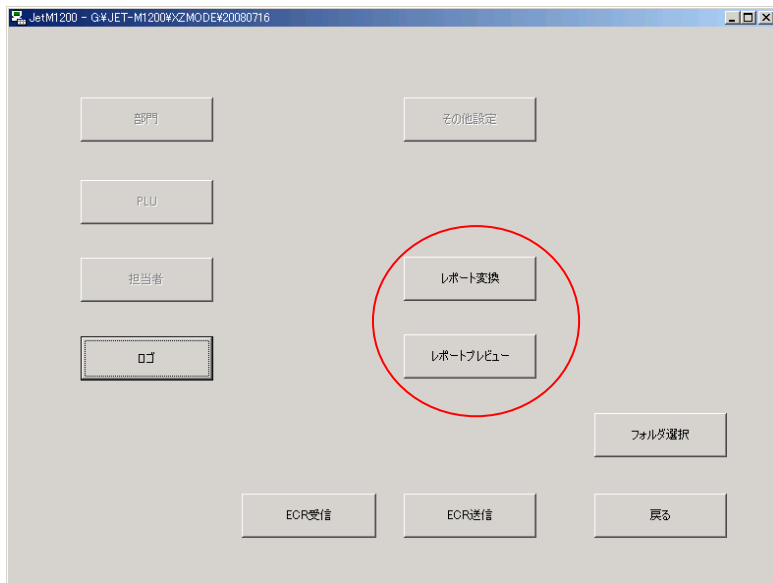 JetM1200 - G:¥JET-M1200¥XZMODE¥20080716
部門
その他設定
PLU
担当者
レポート変換
ロゴ
レポートプレビュー
フォルダ選択
ECR受信
ECR送信
戻る